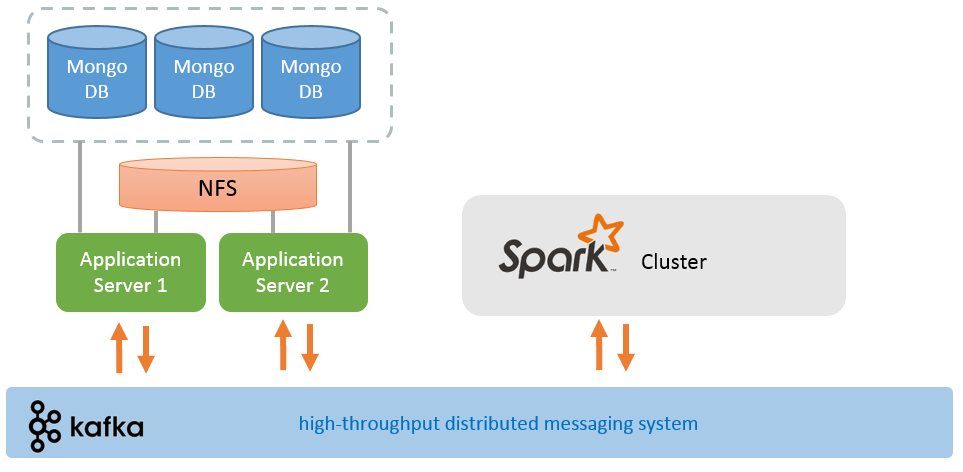 Mongo
DB
Mongo
DB
Mongo
DB
NFS
Application
Server 1
Application
Server 2
Spark™ Cluster
kafka
high-throughput distributed messaging system